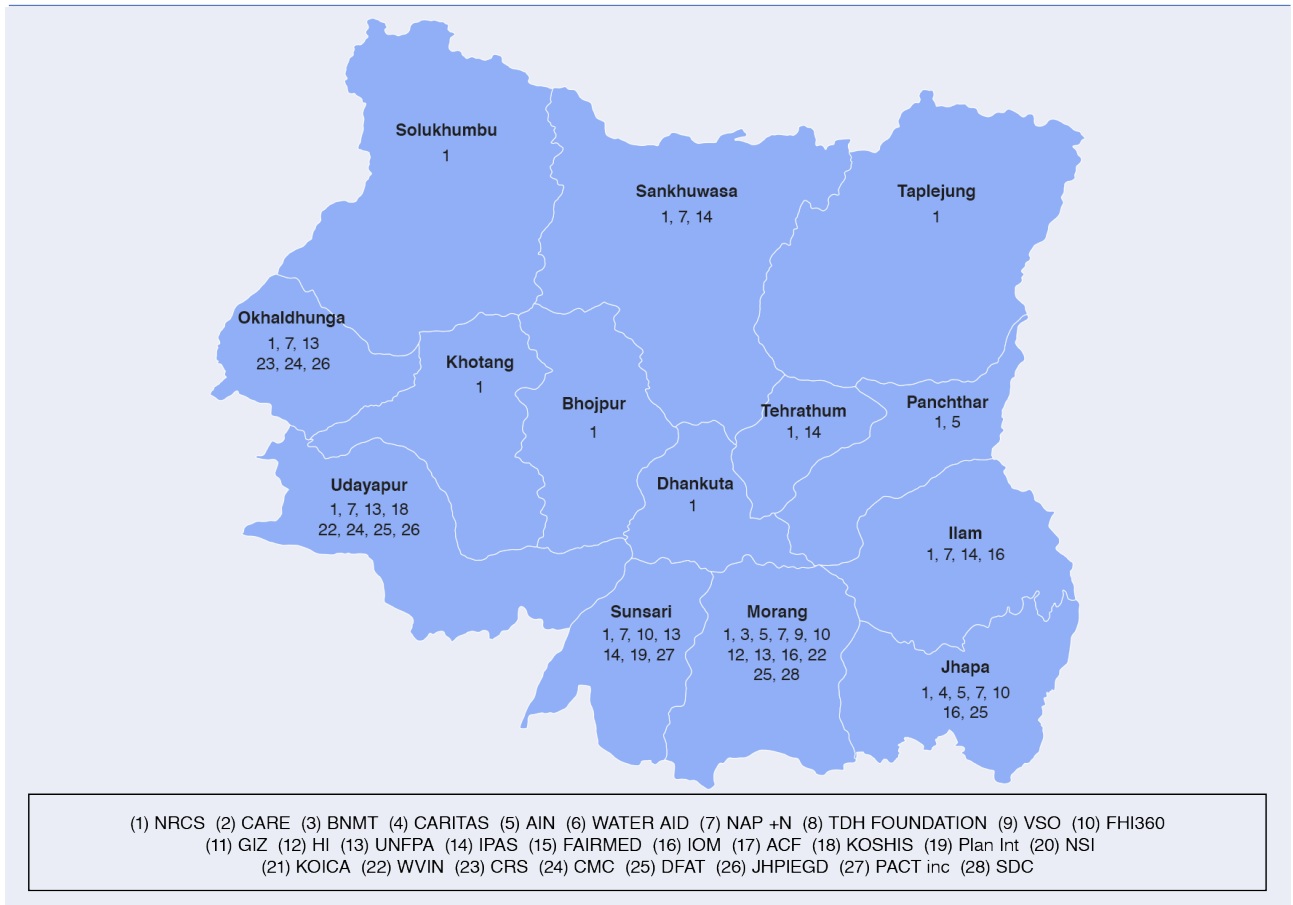 Solukhumbu
1
Sankhuwasa
1, 7, 14
Taplejung
1
Okhaldhunga
1, 7, 13
23, 24, 26
Khotang
1
Bhojpur
1
Tehrathum
1, 14
Panchthar
1, 5
Udayapur
1, 7, 13, 18
22, 24, 25, 26
Dhankuta
1
Ilam
1, 7, 14, 16
Sunsari
1, 7, 10, 13
14, 19, 27
Morang
1, 3, 5, 7, 9, 10
12, 13, 16, 22
25, 28
Jhapa
1, 4, 5, 7, 10
16, 25
(1) NRCS (2) CARE (3) BNMT (4) CARITAS (5) AIN (6) WATER AID (7) NAP +N (8) TDH FOUNDATION (9) VSO (10) FHI360
(11) GIZ (12) HI (13) UNFPA (14) IPAS (15) FAIRMED (16) IOM (17) ACF (18) KOSHIS (19) Plan Int (20) NSI
(21) KOICA (22) WVIN (23) CRS (24) CMC (25) DFAT (26) JHPIEGD (27) PACT inc (28) SDC